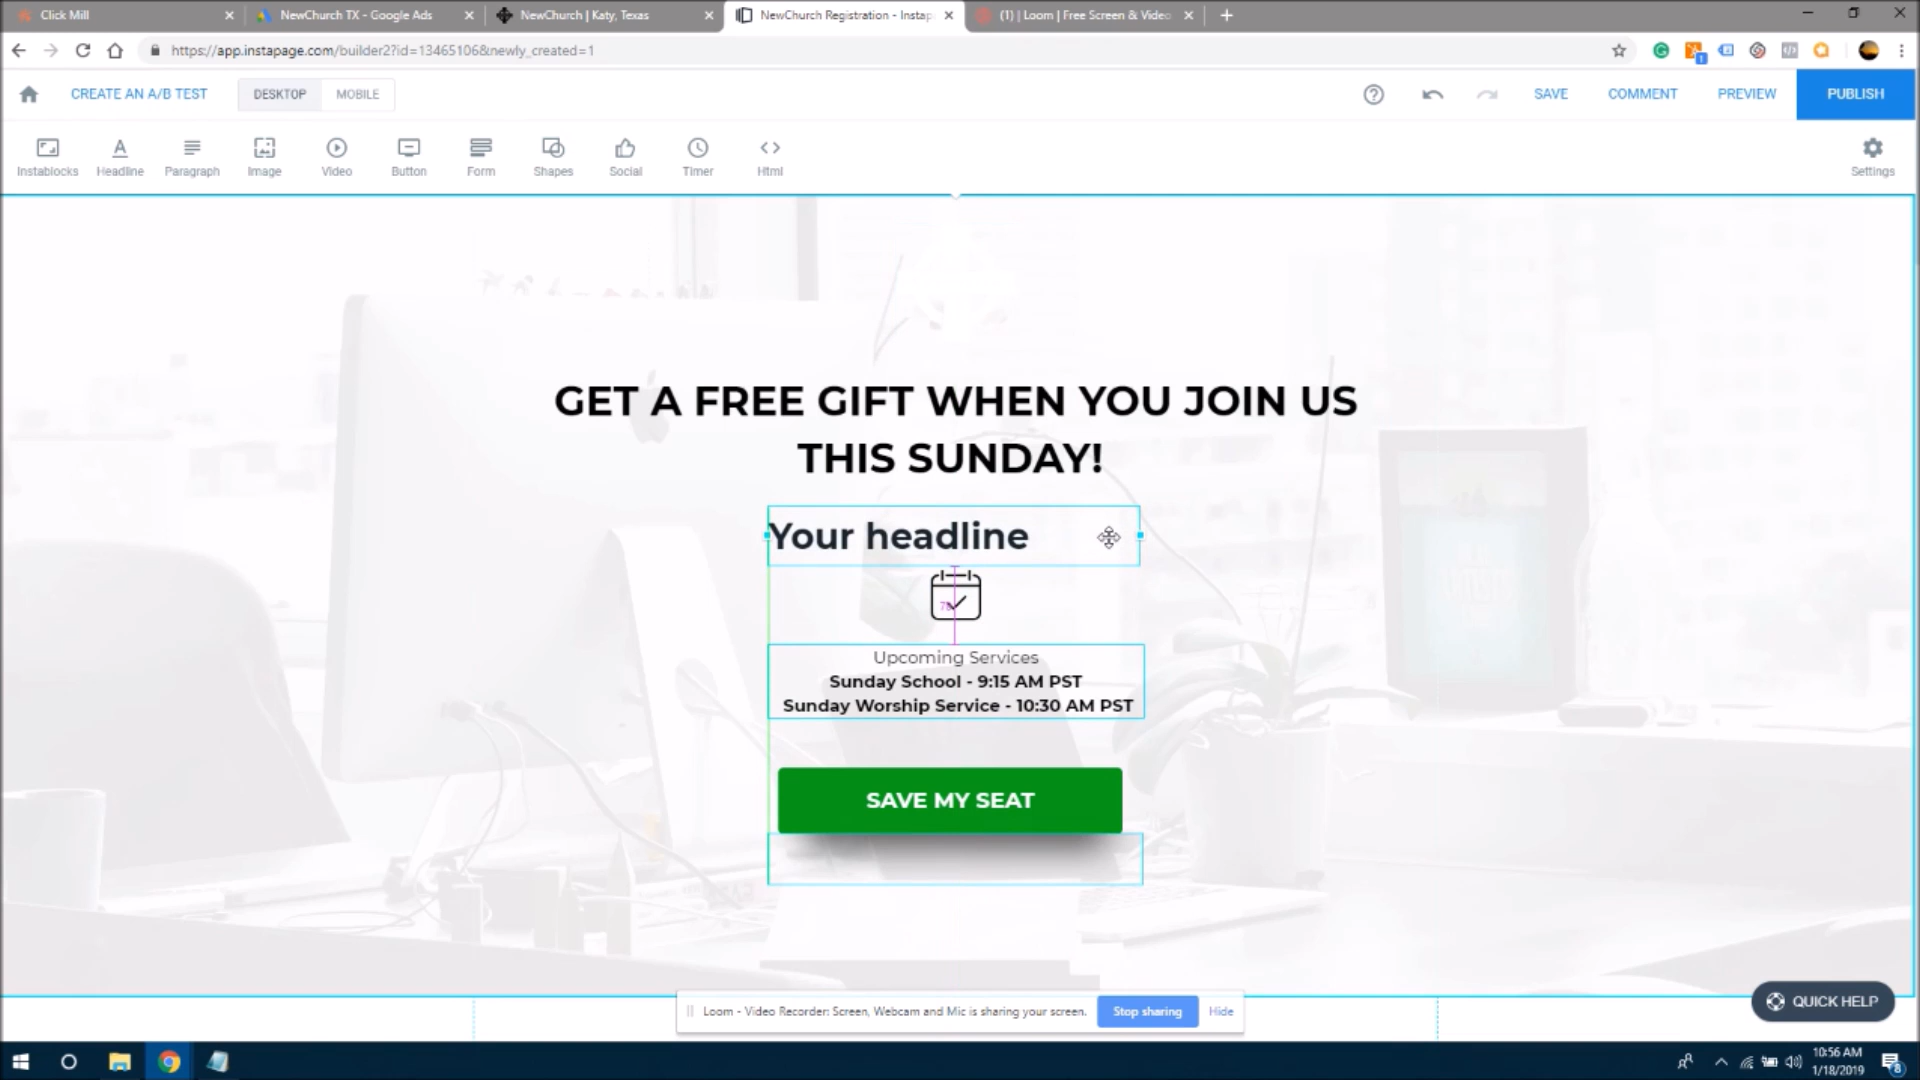 Click Mill
NewChurch TX - Google Ads
NewChurch | Katy, Texas
NewChurch Registration - Instap
(1) | Loom | Free Screen & Video
https://app.instapage.com/builder2?id=13465106&newly_created=1
CREATE AN A/B TEST
DESKTOP
MOBILE
SAVE
COMMENT
PREVIEW
PUBLISH
Instablocks
Headline
Paragraph
Image
Video
Button
Form
Shapes
Social
Timer
Html
Settings
GET A FREE GIFT WHEN YOU JOIN US
THIS SUNDAY!
Your headline
Upcoming Services
Sunday School - 9:15 AM PST
Sunday Worship Service - 10:30 AM PST
SAVE MY SEAT
QUICK HELP
Loom - Video Recorder: Screen, Webcam and Mic is sharing your screen.
Stop sharing
Hide
10:56 AM
1/18/2019